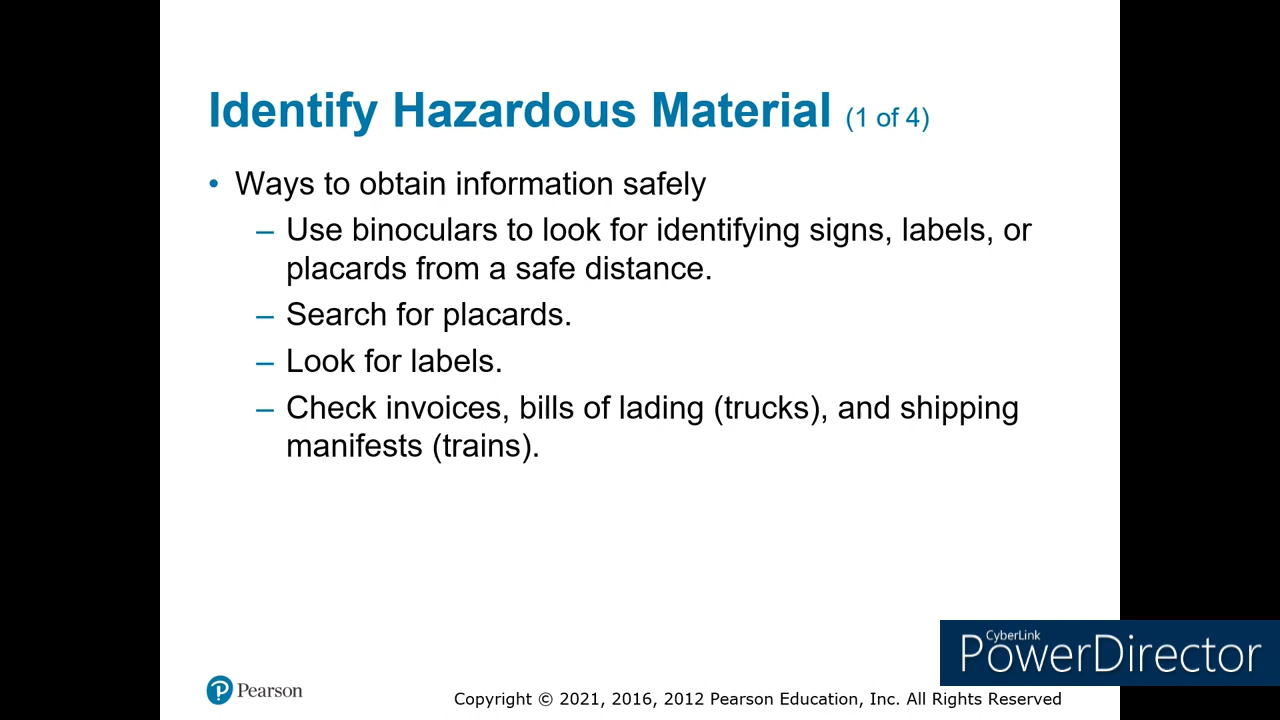 Identify Hazardous Material (1 of 4)
• Ways to obtain information safely
– Use binoculars to look for identifying signs, labels, or
placards from a safe distance.
– Search for placards.
– Look for labels.
– Check invoices, bills of lading (trucks), and shipping
manifests (trains).
CyberLink
PowerDirector
Pearson
Copyright © 2021, 2016, 2012 Pearson Education, Inc. All Rights Reserved